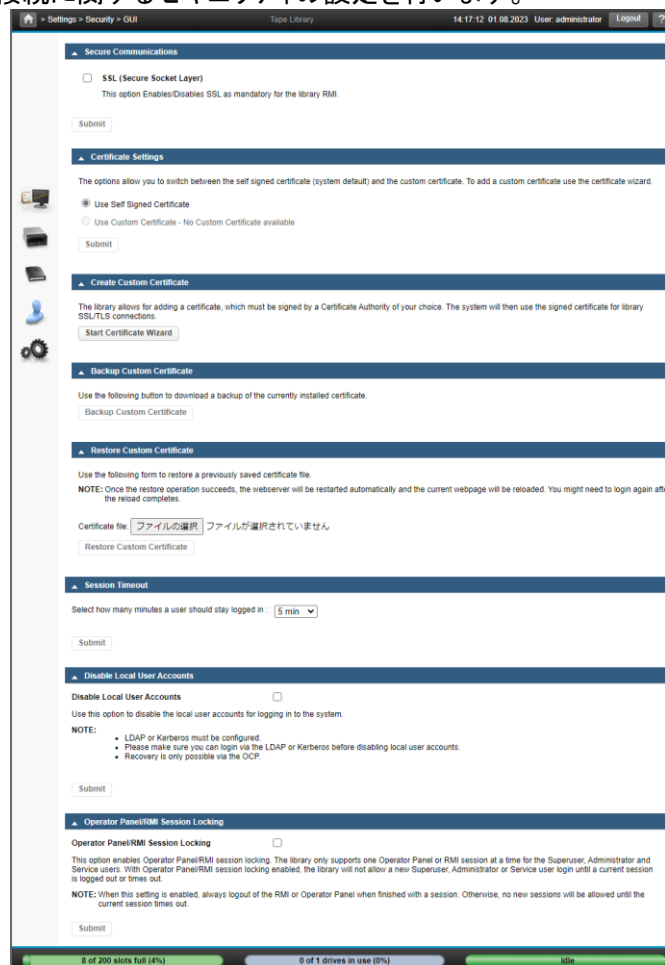 接続に関するセキュリティの設定を行います。
> Settings > Security > GUI Tape Library 14:17:12 01.08.2023 User: administrator Logout ?
Secure Communications
SSL (Secure Socket Layer)
This option Enables/Disables SSL as mandatory for the library RMI.
Submit
Certificate Settings
The options allow you to switch between the self signed certificate (system default) and the custom certificate. To add a custom certificate use the certificate wizard.
Use Self Signed Certificate
Use Custom Certificate - No Custom Certificate available
Submit
Create Custom Certificate
The library allows for adding a certificate, which must be signed by a Certificate Authority of your choice. The system will then use the signed certificate for library
SSL/TLS connections.
Start Certificate Wizard
Backup Custom Certificate
Use the following button to download a backup of the currently installed certificate.
Backup Custom Certificate
Restore Custom Certificate
Use the following form to restore a previously saved certificate file.
NOTE: Once the restore operation succeeds, the webserver will be restarted automatically and the current webpage will be reloaded. You might need to login again afte
the reload completes.
Certificate file: ファイルの選択 ファイルが選択されていません
Restore Custom Certificate
Session Timeout
Select how many minutes a user should stay logged in : 5 min
Submit
Disable Local User Accounts
Disable Local User Accounts
Use this option to disable the local user accounts for logging in to the system.
NOTE:
• LDAP or Kerberos must be configured.
• Please make sure you can login via the LDAP or Kerberos before disabling local user accounts.
• Recovery is only possible via the OCP.
Submit
Operator Panel/RMI Session Locking
Operator Panel/RMI Session Locking
This option enables Operator Panel/RMI session locking. The library only supports one Operator Panel or RMI session at a time for the Superuser, Administrator and
Service users. With Operator Panel/RMI session locking enabled, the library will not allow a new Superuser, Administrator or Service user login until a current session
is logged out or times out.
NOTE: When this setting is enabled, always logout of the RMI or Operator Panel when finished with a session. Otherwise, no new sessions will be allowed until the
current session times out.
Submit
8 of 200 slots full (4%) 0 of 1 drives in use (0%) Idle